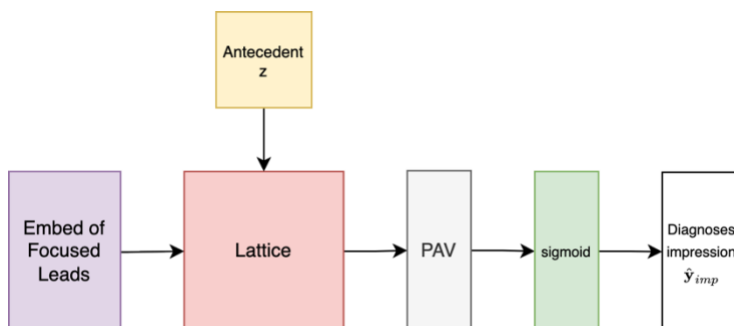 Antecedent
z
Embed of
Focused
Leads
Lattice
PAV
sigmoid
Diagnoses
impression
ŷ_imp